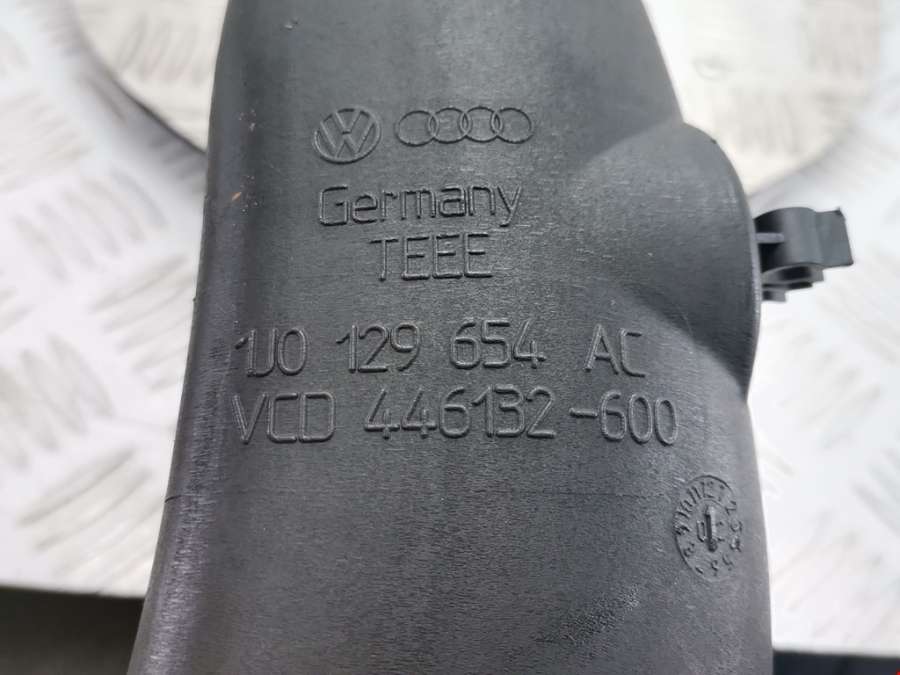 Germany
TEEE
1J0 129 654 AC
VCD 446132-600